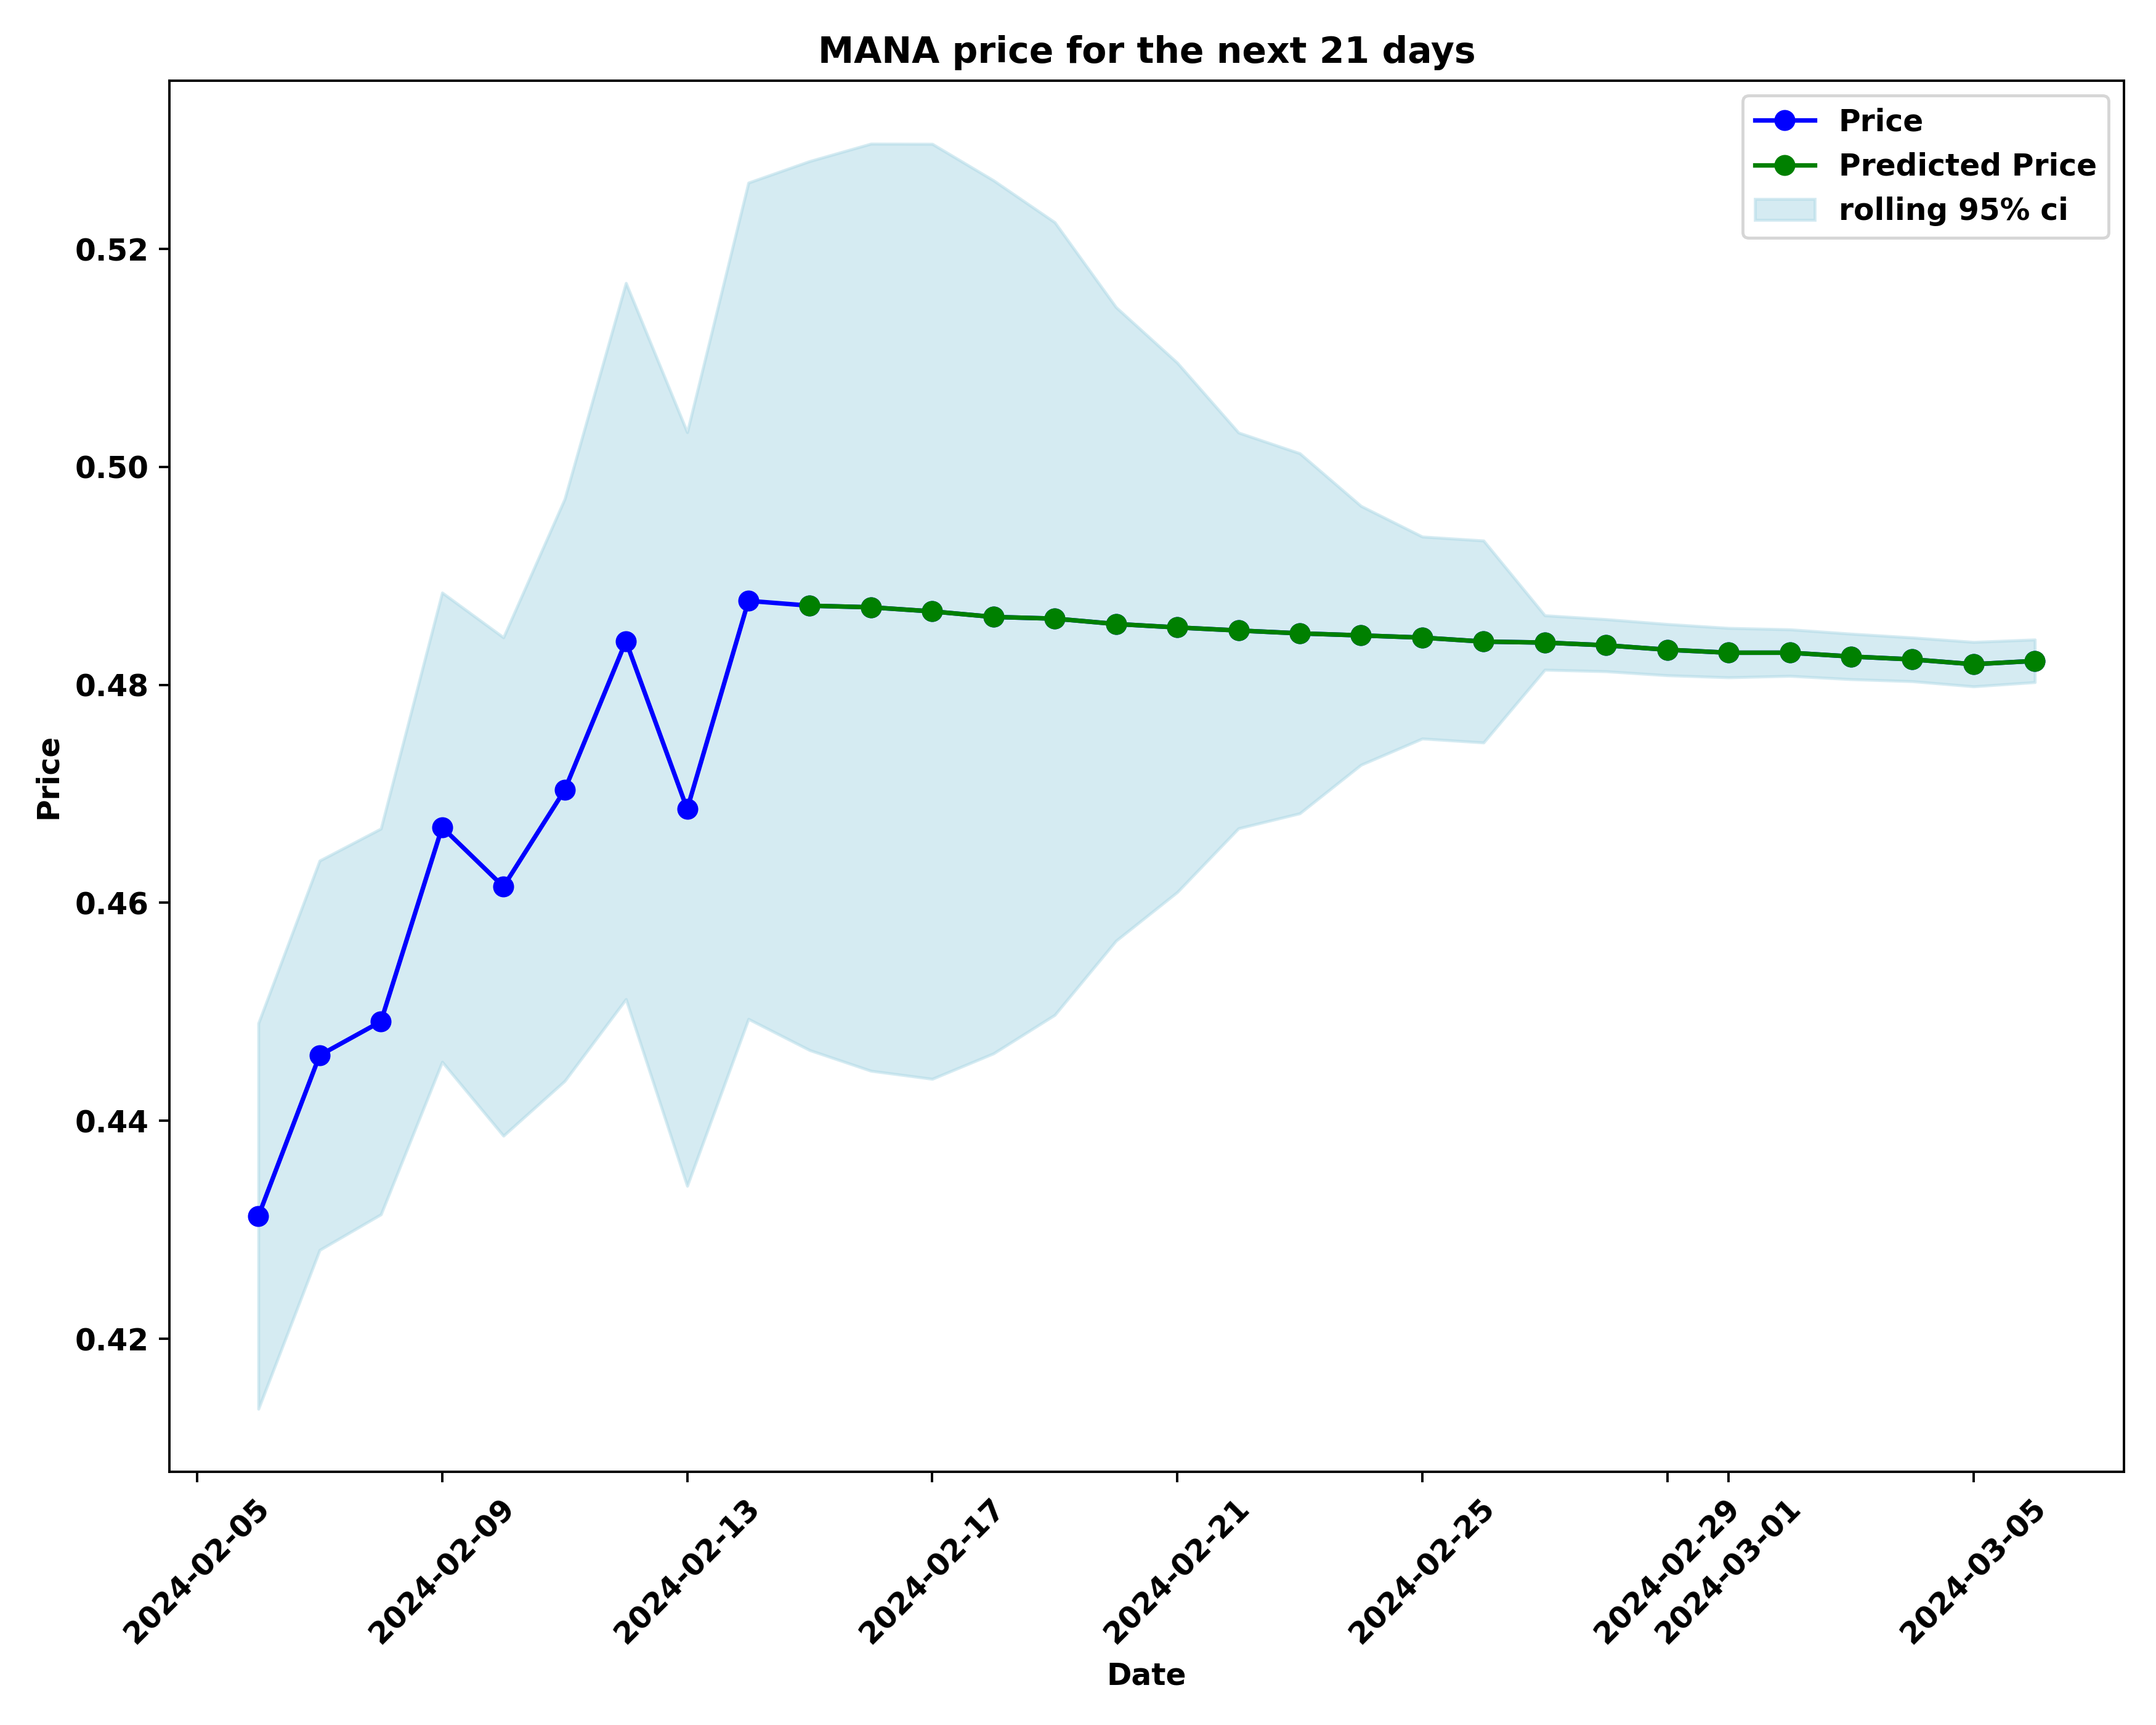 MANA price for the next 21 days
Price
Predicted Price
rolling 95% ci
0.52
0.50
0.48
0.46
0.44
0.42
Price
2024-02-05
2024-02-09
2024-02-13
2024-02-17
2024-02-21
2024-02-25
2024-02-29
2024-03-01
2024-03-05
Date